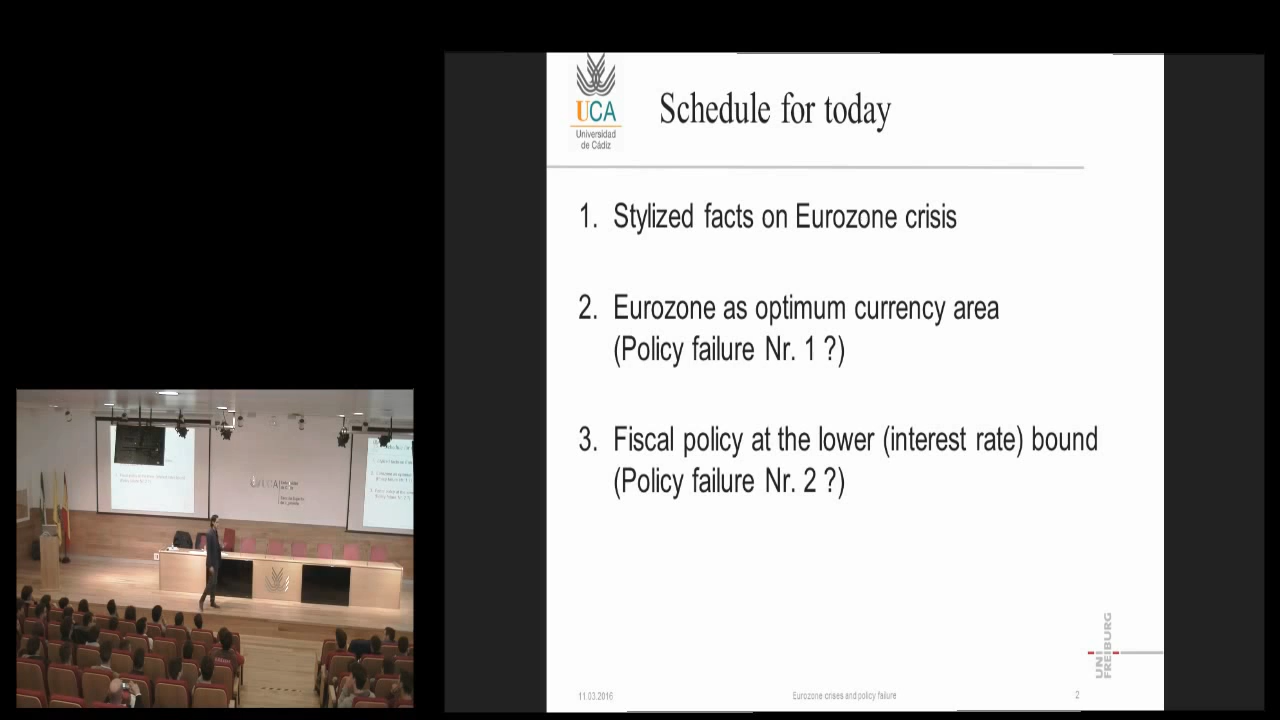 UCA
Universidad
de Cádiz
Schedule for today
1. Stylized facts on Eurozone crisis
2. Eurozone as optimum currency area
(Policy failure Nr. 1 ?)
3. Fiscal policy at the lower (interest rate) bound
(Policy failure Nr. 2 ?)
UNI
FREIBURG
11.03.2016
Eurozone crises and policy failure
2